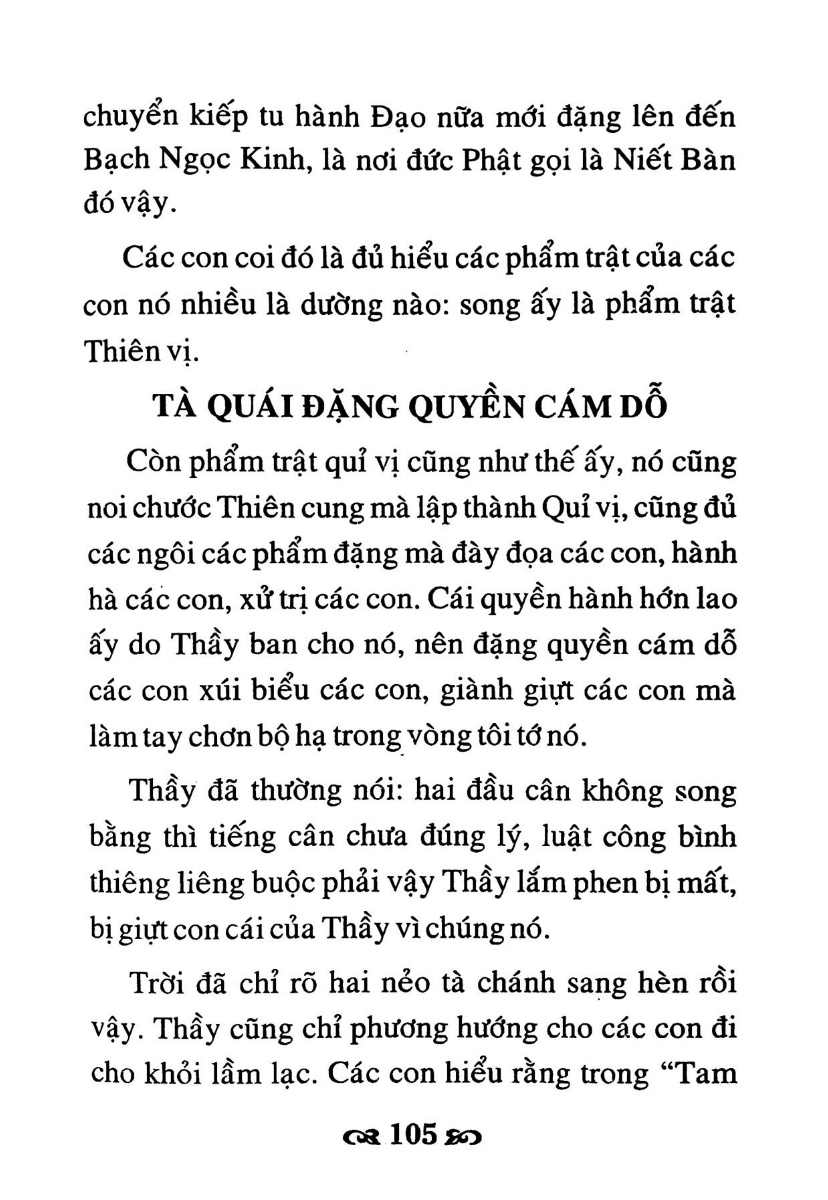 chuyển kiếp tu hành Đạo nữa mới đặng lên đến
Bạch Ngọc Kinh, là nơi đức Phật gọi là Niết Bàn
đó vậy.
Các con coi đó là đủ hiểu các phẩm trật của các
con nó nhiều là dường nào: song ấy là phẩm trật
Thiên vị.
TÀ QUÁI ĐẶNG QUYỀN CÁM DỖ
Còn phẩm trật quỉ vị cũng như thế ấy, nó cũng
noi chước Thiên cung mà lập thành Quỉ vị, cũng đủ
các ngôi các phẩm đặng mà đày đọa các con, hành
hà các con, xử trị các con. Cái quyền hành hớn lao
ấy do Thầy ban cho nó, nên đặng quyền cám dỗ
các con xúi biểu các con, giành giựt các con mà
làm tay chơn bộ hạ trong vòng tôi tớ nó.
Thầy đã thường nói: hai đầu cân không song
bằng thì tiếng cân chưa đúng lý, luật công bình
thiêng liêng buộc phải vậy Thầy lắm phen bị mất,
bị giựt con cái của Thầy vì chúng nó.
Trời đã chỉ rõ hai nẻo tà chánh sang hèn rồi
vậy. Thầy cũng chỉ phương hướng cho các con đi
cho khỏi lầm lạc. Các con hiểu rằng trong “Tam
105